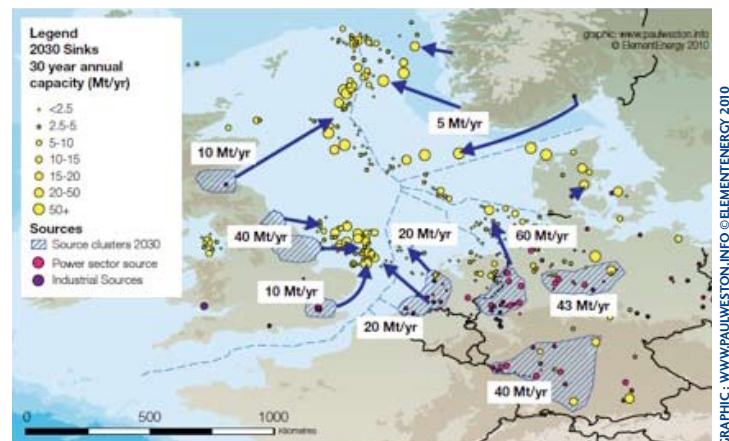 Legend
2030 Sinks
30 year annual
capacity (Mt/yr)
<2.5
2.5-5
5-10
10-15
15-20
20-50
50+
Sources
Source clusters 2030
Power sector source
Industrial Sources
graphic: www.paulweston.info
© ElementEnergy 2010
5 Mt/yr
10 Mt/yr
40 Mt/yr
20 Mt/yr
60 Mt/yr
10 Mt/yr
20 Mt/yr
43 Mt/yr
40 Mt/yr
0 500 1000
Kilometres
GRAPHIC: WWW.PAULWESTON.INFO ©ELEMENTENERGY 2010